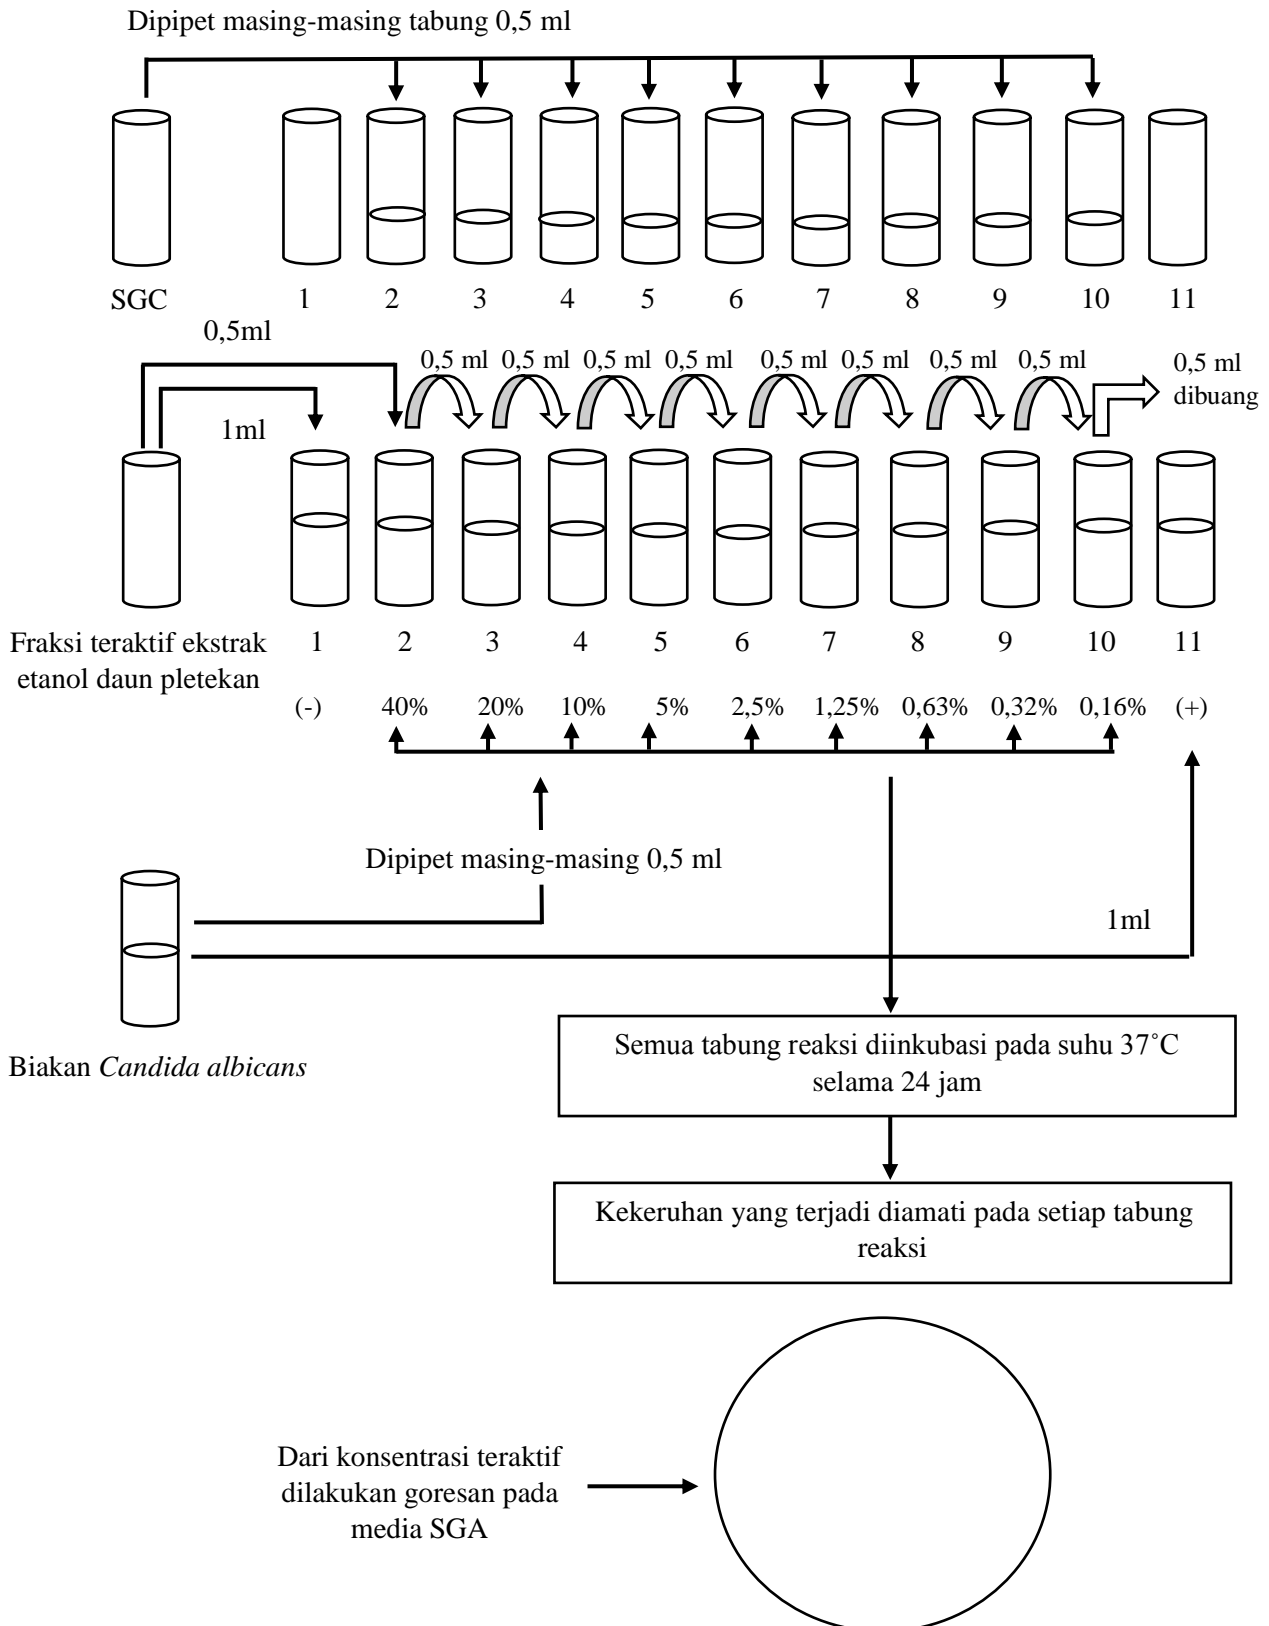 Dipipet masing-masing tabung 0,5 ml
SGC 1 2 3 4 5 6 7 8 9 10 11
0,5ml
0,5 ml 0,5 ml 0,5 ml 0,5 ml 0,5 ml 0,5 ml 0,5 ml 0,5 ml 0,5 ml
dibuang
1ml
Fraksi teraktif ekstrak
etanol daun pletekan
1 2 3 4 5 6 7 8 9 10 11
(-) 40% 20% 10% 5% 2,5% 1,25% 0,63% 0,32% 0,16% (+)
Dipipet masing-masing 0,5 ml
1ml
Biakan Candida albicans
Semua tabung reaksi diinkubasi pada suhu 37˚C
selama 24 jam
Kekeruhan yang terjadi diamati pada setiap tabung
reaksi
Dari konsentrasi teraktif
dilakukan goresan pada
media SGA